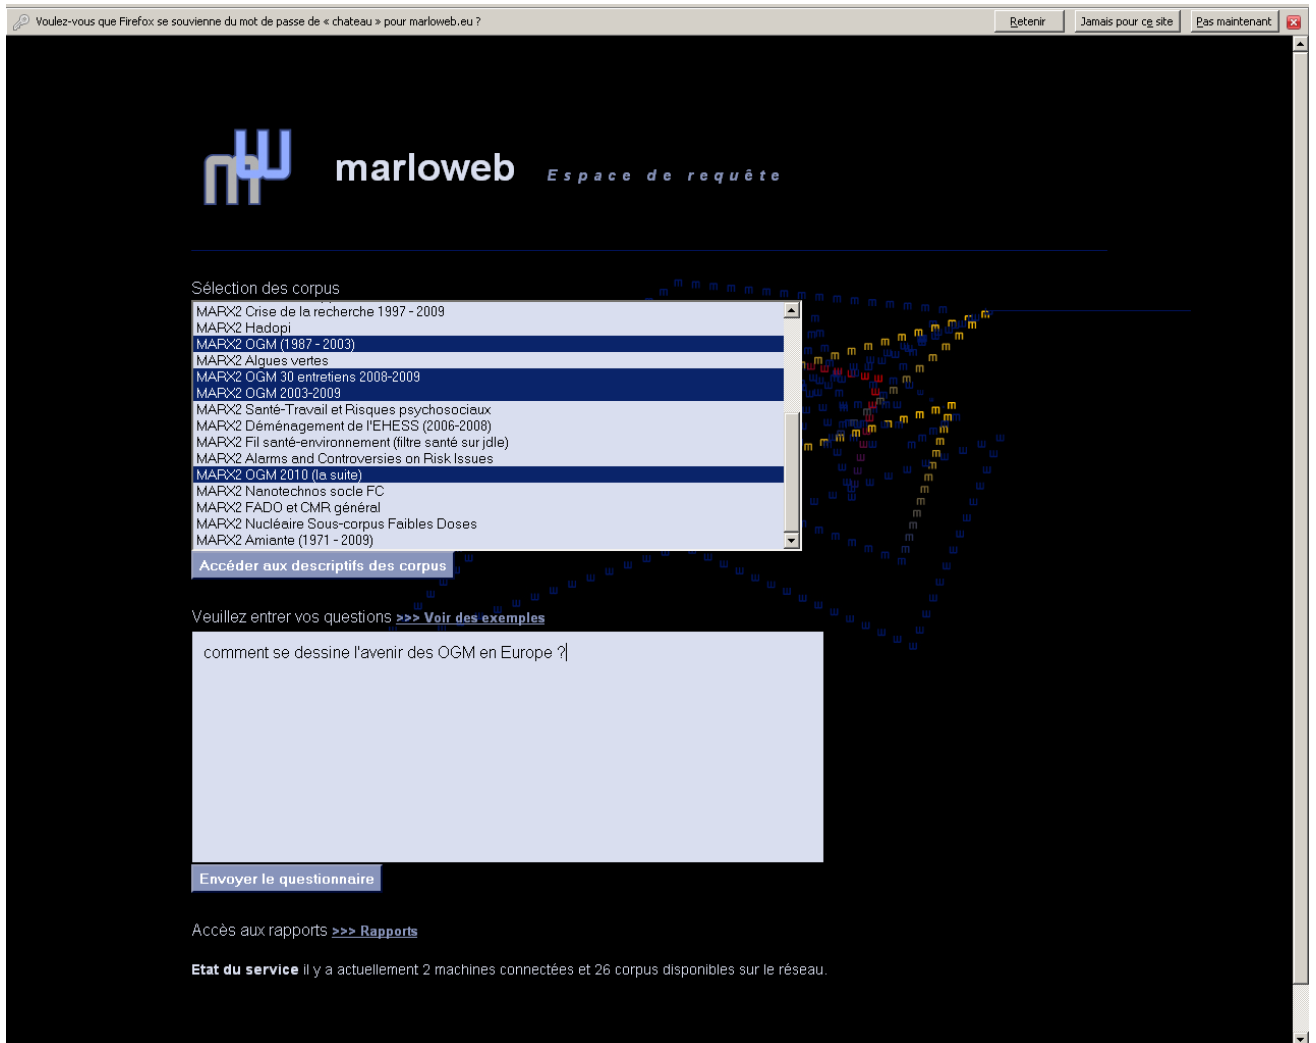 Voulez-vous que Firefox se souvienne du mot de passe de « chateau » pour marloweb.eu ?
Retenir
Jamais pour ce site
Pas maintenant
mw
marloweb
Espace de requête
Sélection des corpus
MARX2 Crise de la recherche 1997 - 2009
MARX2 Hadopi
MARX2 OGM (1987 - 2003)
MARX2 Algues vertes
MARX2 OGM 30 entretiens 2008-2009
MARX2 OGM 2003-2009
MARX2 Santé-Travail et Risques psychosociaux
MARX2 Déménagement de l'EHESS (2006-2008)
MARX2 Fil santé-environnement (filtre santé sur jdle)
MARX2 Alarms and Controversies on Risk Issues
MARX2 OGM 2010 (la suite)
MARX2 Nanotechnos socle FC
MARX2 FADO et CMR général
MARX2 Nucléaire Sous-corpus Faibles Doses
MARX2 Amiante (1971 - 2009)
Accéder aux descriptifs des corpus
Veuillez entrer vos questions >>> Voir des exemples
comment se dessine l'avenir des OGM en Europe ?
Envoyer le questionnaire
Accès aux rapports >>> Rapports
Etat du service il y a actuellement 2 machines connectées et 26 corpus disponibles sur le réseau.